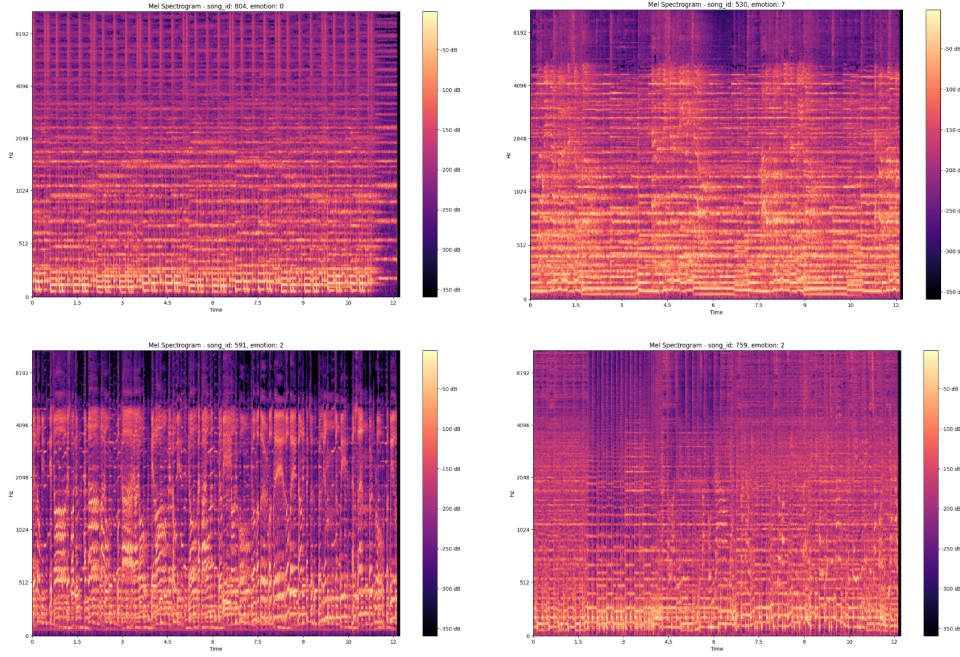 Mel Spectrogram - song_id: 804, emotion: 0
8192
4096
2048
1024
512
0
Hz
0
1.5
3
4.5
6
7.5
9
10.5
12
Time
-50 dB
-100 dB
-150 dB
-200 dB
-250 dB
-300 dB
-350 dB
Mel Spectrogram - song_id: 530, emotion: 7
8192
4096
2048
1024
512
0
Hz
0
1.5
3
4.5
6
7.5
9
10.5
12
Time
-50 d
-100 d
-150 d
-200 d
-250 d
-300 d
-350 d
Mel Spectrogram - song_id: 591, emotion: 2
8192
4096
2048
1024
512
0
Hz
0
1.5
3
4.5
6
7.5
9
10.5
12
Time
-50 dB
-100 dB
-150 dB
-200 dB
-250 dB
-300 dB
-350 dB
Mel Spectrogram - song_id: 759, emotion: 2
8192
4096
2048
1024
512
0
Hz
0
1.5
3
4.5
6
7.5
9
10.5
12
Time
-50 dB
-100 dB
-150 dB
-200 dB
-250 dB
-300 dB
-350 dB